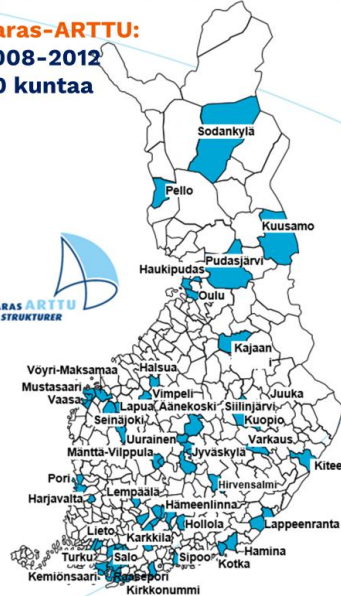 aras-ARTTU:
008-2012
0 kuntaa
Sodankylä
Pello
Kuusamo
Pudasjärvi
Haukipudas
Oulu
ARAS ARTTU
STRUKTURER
Kajaan
i
Vöyri-Maksamaa
Halsua
Mustasaari
Vaasa
Vimpeli
Juuka
Lapua
Äänekoski
Siilinjärvi
Seinäjoki
Kuopio
Uurainen
Varkaus
Mänttä-Vilppula
Jyväskylä
Kitee
Pori
Hirvensalmi
Harjavalta
Lempäälä
Hämeenlinna
Lappeenranta
Hollola
Lieto
Karkkila
Hamina
Turku
Salo
Sipoo
Kotka
Kemiönsaari
Raasepori
Kirkkonummi